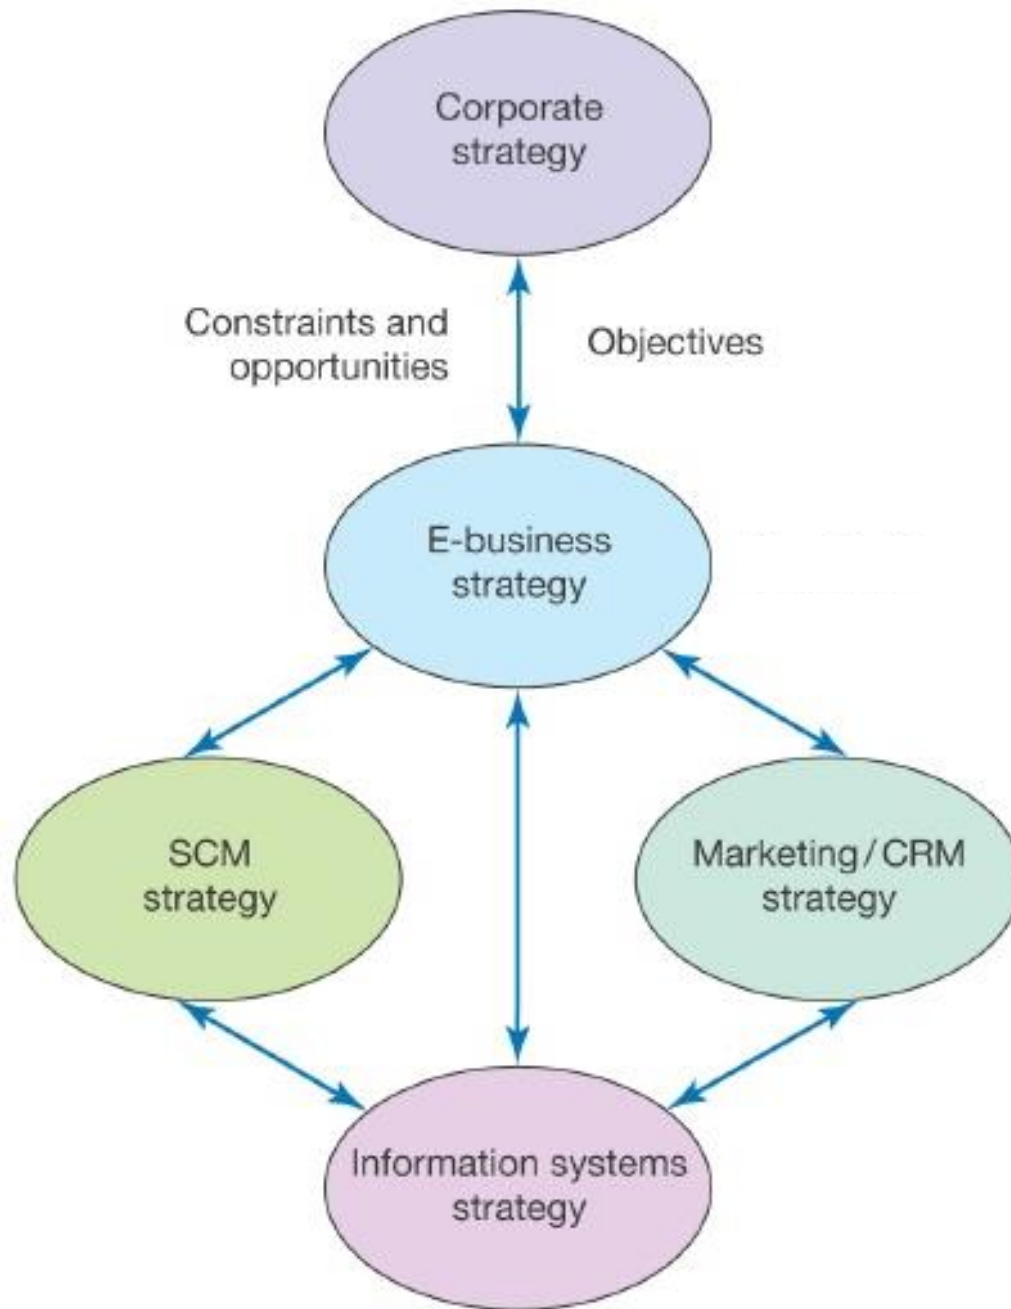 Corporate
strategy
Constraints and
opportunities
Objectives
E-business
strategy
SCM
strategy
Marketing/CRM
strategy
Information systems
strategy